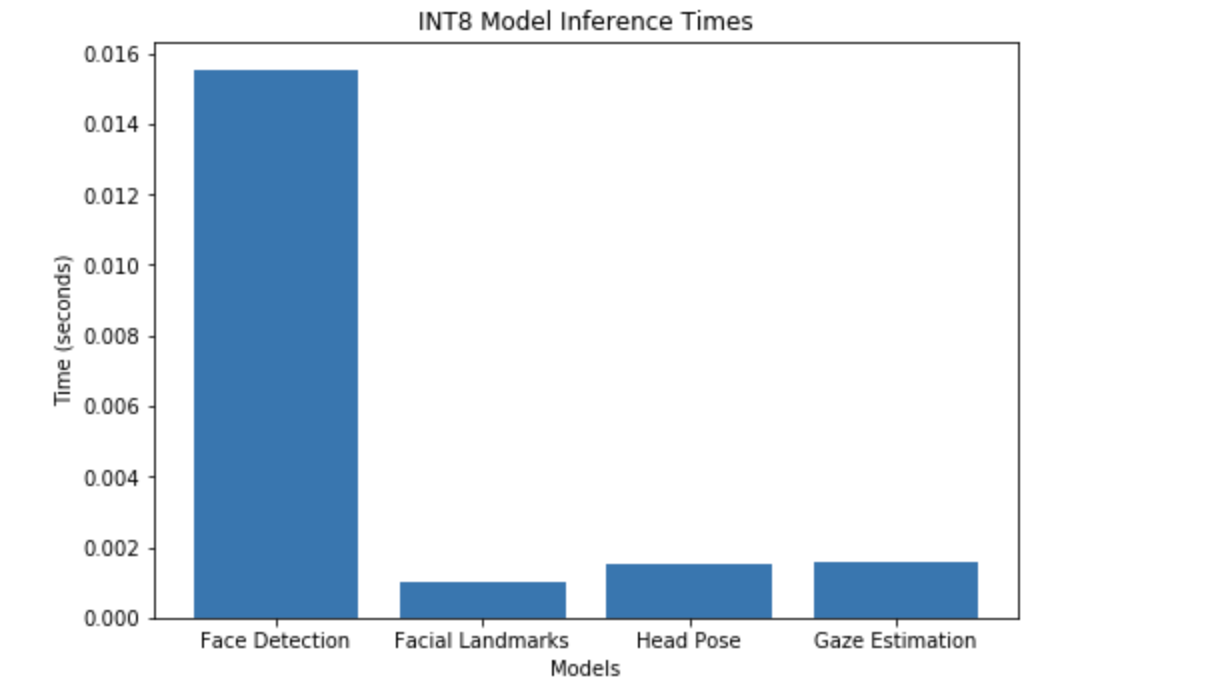 INT8 Model Inference Times
0.016
0.014
0.012
0.010
0.008
0.006
0.004
0.002
0.000
Time (seconds)
Face Detection Facial Landmarks Head Pose Gaze Estimation
Models